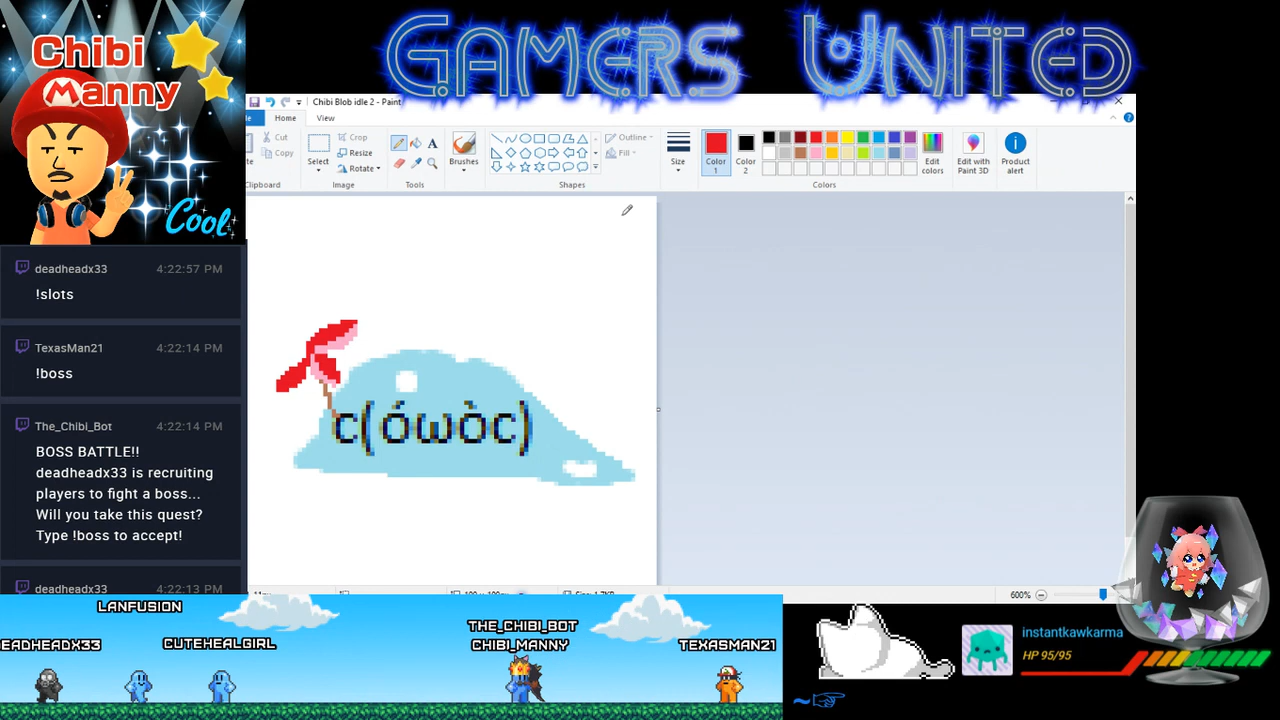 Gamers United
Chibi
Manny
Cool
Chibi Blob idle 2 - Paint
Home
View
Cut
Copy
Clipboard
Select
Crop
Resize
Rotate
Image
A
Tools
Brushes
Outline
Fill
Shapes
Size
Color 1
Color 2
Colors
Edit colors
Edit with Paint 3D
Product alert
deadheadx33 4:22:57 PM
!slots
TexasMan21 4:22:14 PM
!boss
The_Chibi_Bot 4:22:14 PM
BOSS BATTLE!!
deadheadx33 is recruiting
players to fight a boss...
Will you take this quest?
Type !boss to accept!
deadheadx33 4:22:13 PM
c(óωòc)
600%
LANFUSION
EADHEADX33
CUTEHEALGIRL
THE_CHIBI_BOT
CHIBI_MANNY
TEXASMAN21
instantkawkarma
HP 95/95
~☞